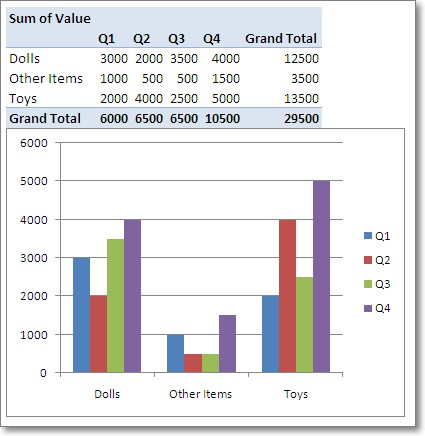 Sum of Value
Q1 Q2 Q3 Q4 Grand Total
Dolls 3000 2000 3500 4000 12500
Other Items 1000 500 500 1500 3500
Toys 2000 4000 2500 5000 13500
Grand Total 6000 6500 6500 10500 29500
6000
5000
4000
3000
2000
1000
0
Q1
Q2
Q3
Q4
Dolls Other Items Toys